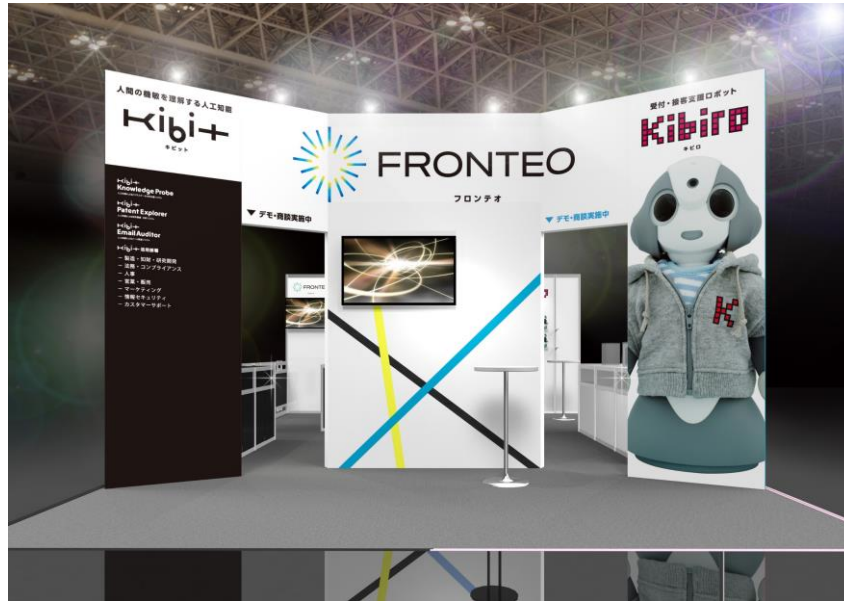 人間の機敏を理解する人工知能
kibit
キビット
kibit
Knowledge Probe
kibit
Patent Explorer
kibit
Email Auditor
kibit 活用領域
– 製造・知財・研究開発
– 法務・コンプライアンス
– 人事
– 営業・販売
– マーケティング
– 情報セキュリティ
– カスタマーサポート
▼ デモ・商談実施中
FRONTEO
フロンテオ
FRONTEO
▼ デモ・商談実施中
受付・接客支援ロボット
Kibiro
キビロ
K